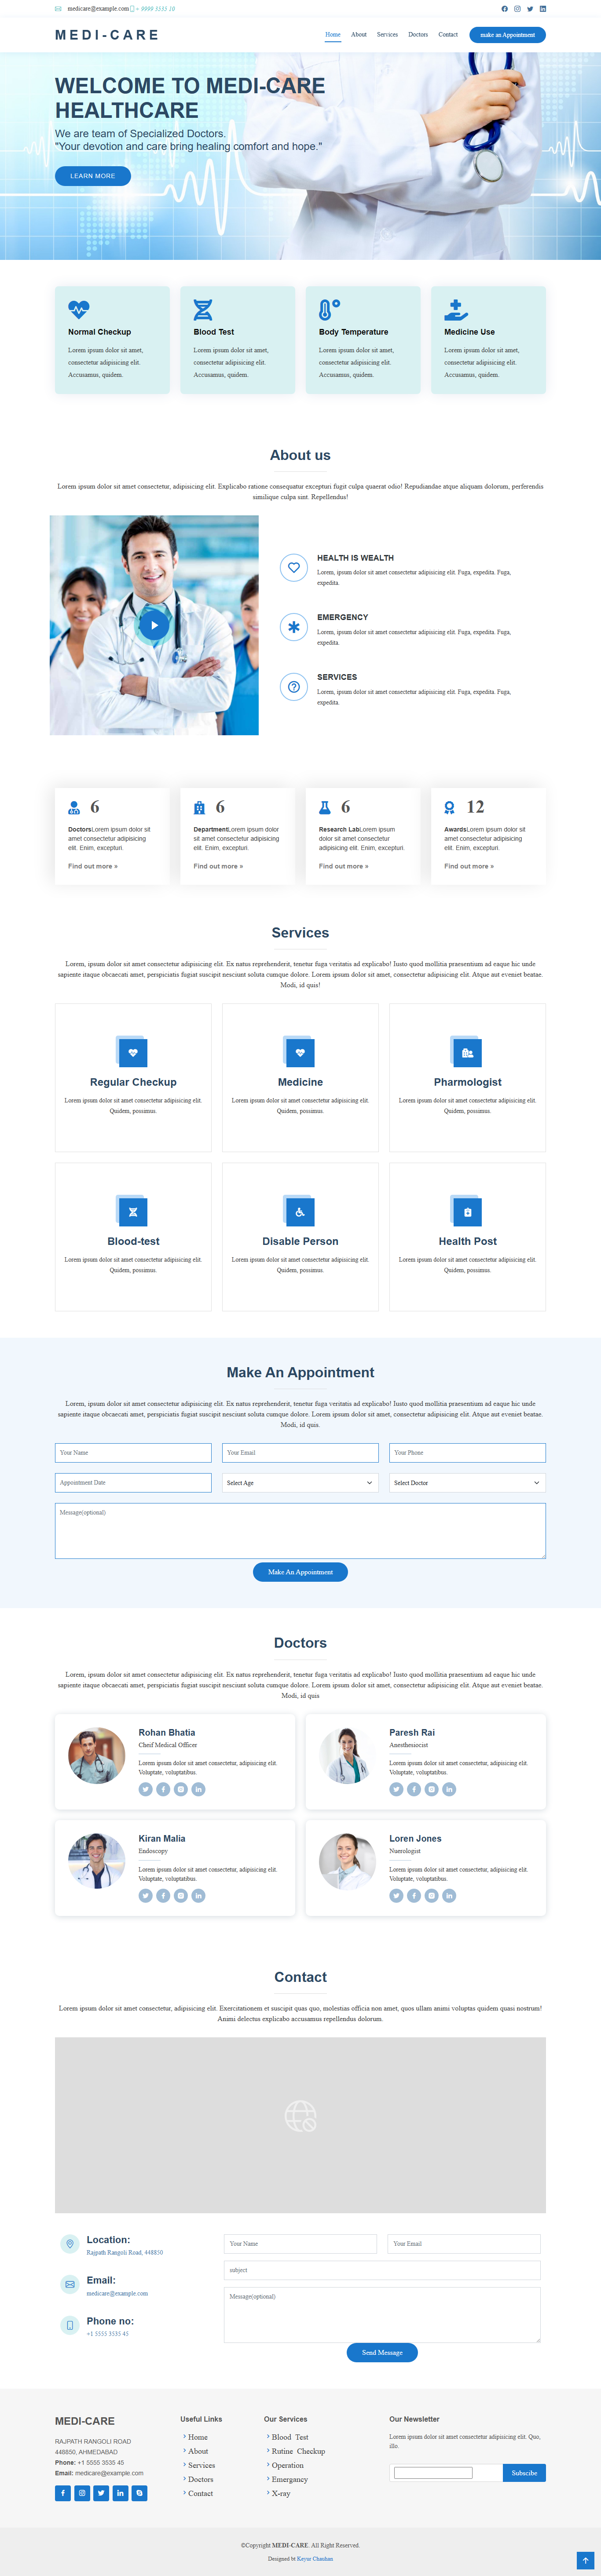 medicare@example.com + 9999 3535 16
MEDI-CARE
Home About Services Doctors Contact make an Appointment
WELCOME TO MEDI-CARE
HEALTHCARE
We are team of Specialized Doctors.
"Your devotion and care bring healing comfort and hope."
LEARN MORE
Normal Checkup
Lorem ipsum dolor sit amet,
consectetur adipisicing elit.
Accusamus, quidem.
Blood Test
Lorem ipsum dolor sit amet,
consectetur adipisicing elit.
Accusamus, quidem.
Body Temperature
Lorem ipsum dolor sit amet,
consectetur adipisicing elit.
Accusamus, quidem.
Medicine Use
Lorem ipsum dolor sit amet,
consectetur adipisicing elit.
Accusamus, quidem.
About us
Lorem ipsum dolor sit amet consectetur, adipisicing elit. Explicabo ratione consequatur excepturi fugit culpa quaerat odio! Repudiandae atque aliquam dolorum, perferendis
similique culpa sint. Repellendus!
HEALTH IS WEALTH
Lorem, ipsum dolor sit amet consectetur adipisicing elit. Fuga, expedita. Fuga,
expedita.
EMERGENCY
Lorem, ipsum dolor sit amet consectetur adipisicing elit. Fuga, expedita. Fuga,
expedita.
SERVICES
Lorem, ipsum dolor sit amet consectetur adipisicing elit. Fuga, expedita. Fuga,
expedita.
6
DoctorsLorem ipsum dolor sit
amet consectetur adipisicing
elit. Enim, excepturi.
Find out more »
6
DepartmentLorem ipsum dolor
sit amet consectetur adipisicing
elit. Enim, excepturi.
Find out more »
6
Research LabLorem ipsum
dolor sit amet consectetur
adipisicing elit. Enim, excepturi.
Find out more »
12
AwardsLorem ipsum dolor sit
amet consectetur adipisicing
elit. Enim, excepturi.
Find out more »
Services
Lorem, ipsum dolor sit amet consectetur adipisicing elit. Ex natus reprehenderit, tenetur fuga veritatis ad explicabo! Iusto quod mollitia praesentium ad eaque hic unde
sapiente itaque obcaecati amet, perspiciatis fugiat suscipit nesciunt soluta cumque dolore. Lorem ipsum dolor sit amet, consectetur adipisicing elit. Atque aut eveniet beatae.
Modi, id quis!
Regular Checkup
Lorem ipsum dolor sit amet consectetur adipisicing elit.
Quidem, possimus.
Medicine
Lorem ipsum dolor sit amet consectetur adipisicing elit.
Quidem, possimus.
Pharmologist
Lorem ipsum dolor sit amet consectetur adipisicing elit.
Quidem, possimus.
Blood-test
Lorem ipsum dolor sit amet consectetur adipisicing elit.
Quidem, possimus.
Disable Person
Lorem ipsum dolor sit amet consectetur adipisicing elit.
Quidem, possimus.
Health Post
Lorem ipsum dolor sit amet consectetur adipisicing elit.
Quidem, possimus.
Make An Appointment
Lorem, ipsum dolor sit amet consectetur adipisicing elit. Ex natus reprehenderit, tenetur fuga veritatis ad explicabo! Iusto quod mollitia praesentium ad eaque hic unde
sapiente itaque obcaecati amet, perspiciatis fugiat suscipit nesciunt soluta cumque dolore. Lorem ipsum dolor sit amet, consectetur adipisicing elit. Atque aut eveniet beatae.
Modi, id quis.
Your Name Your Email Your Phone
Appointment Date Select Age Select Doctor
Message(optional)
Make An Appointment
Doctors
Lorem, ipsum dolor sit amet consectetur adipisicing elit. Ex natus reprehenderit, tenetur fuga veritatis ad explicabo! Iusto quod mollitia praesentium ad eaque hic unde
sapiente itaque obcaecati amet, perspiciatis fugiat suscipit nesciunt soluta cumque dolore. Lorem ipsum dolor sit amet, consectetur adipisicing elit. Atque aut eveniet beatae.
Modi, id quis
Rohan Bhatia
Cheif Medical Officer
Lorem ipsum dolor sit amet consectetur, adipisicing elit.
Voluptate, voluptatibus.
Paresh Rai
Anesthesiocist
Lorem ipsum dolor sit amet consectetur, adipisicing elit.
Voluptate, voluptatibus.
Kiran Malia
Endoscopy
Lorem ipsum dolor sit amet consectetur, adipisicing elit.
Voluptate, voluptatibus.
Loren Jones
Nuerologist
Lorem ipsum dolor sit amet consectetur, adipisicing elit.
Voluptate, voluptatibus.
Contact
Lorem ipsum dolor sit amet consectetur, adipisicing elit. Exercitationem et suscipit quas quo, molestias officia non amet, quos ullam animi voluptas quidem quasi nostrum!
Animi delectus explicabo accusamus repellendus dolorum.
Location:
Rajpath Rangoli Road, 448850
Email:
medicare@example.com
Phone no:
+1 5555 3535 45
Your Name Your Email
subject
Message(optional)
Send Message
MEDI-CARE
RAJPATH RANGOLI ROAD
448850, AHMEDABAD
Phone: +1 5555 3535 45
Email: medicare@example.com
Useful Links
Home
About
Services
Doctors
Contact
Our Services
Blood Test
Rutine Checkup
Operation
Emergancy
X-ray
Our Newsletter
Lorem ipsum dolor sit amet consectetur adipisicing elit. Quo,
illo.
Subscibe
©Copyright MEDI-CARE. All Right Reserved.
Designed bt Keyur Chauhan.